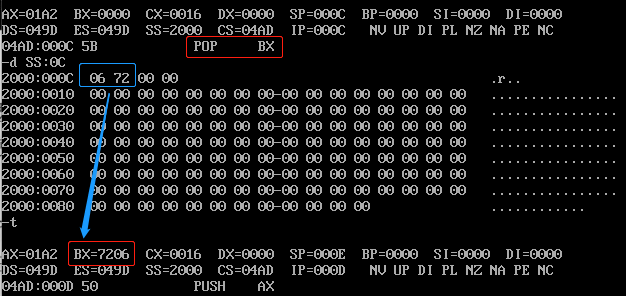 AX=01A2  BX=0000  CX=0016  DX=0000  SP=000C  BP=0000  SI=0000  DI=0000
DS=049D  ES=049D  SS=2000  CS=04AD  IP=000C   NV UP DI PL NZ NA PE NC
04AD:000C 5B            POP     BX
-d SS:0C
2000:000C  06 72 00 00   .r..
2000:0010  00 00 00 00 00 00 00 00-00 00 00 00 00 00 00 00   ................
2000:0020  00 00 00 00 00 00 00 00-00 00 00 00 00 00 00 00   ................
2000:0030  00 00 00 00 00 00 00 00-00 00 00 00 00 00 00 00   ................
2000:0040  00 00 00 00 00 00 00 00-00 00 00 00 00 00 00 00   ................
2000:0050  00 00 00 00 00 00 00 00-00 00 00 00 00 00 00 00   ................
2000:0060  00 00 00 00 00 00 00 00-00 00 00 00 00 00 00 00   ................
2000:0070  00 00 00 00 00 00 00 00-00 00 00 00 00 00 00 00   ................
2000:0080  00 00 00 00 00 00 00 00-00 00 00 00   ............
-t
AX=01A2  BX=7206  CX=0016  DX=0000  SP=000E  BP=0000  SI=0000  DI=0000
DS=049D  ES=049D  SS=2000  CS=04AD  IP=000D   NV UP DI PL NZ NA PE NC
04AD:000D 50            PUSH    AX